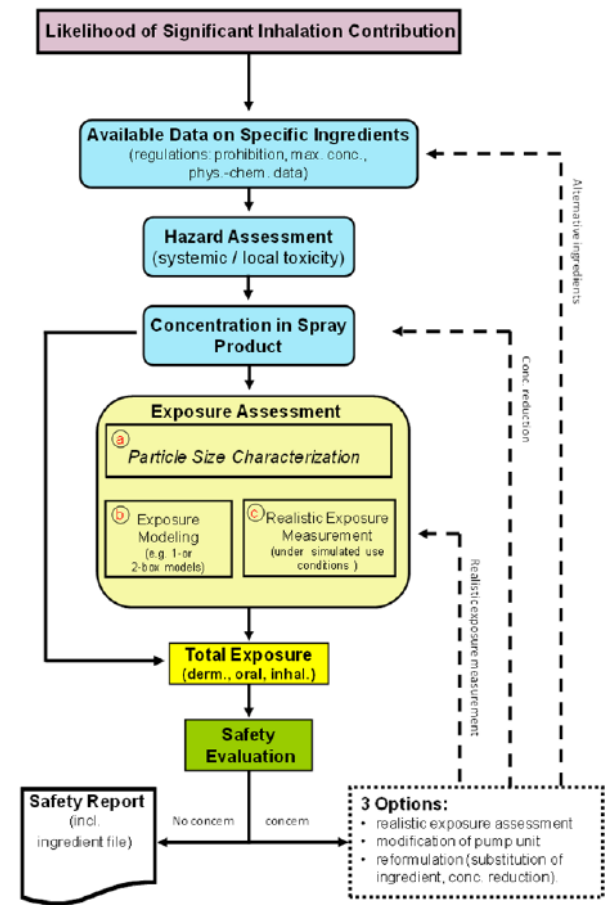 Likelihood of Significant Inhalation Contribution
Available Data on Specific Ingredients
(regulations: prohibition, max. conc.,
phys.-chem. data)
Hazard Assessment
(systemic / local toxicity)
Concentration in Spray
Product
Exposure Assessment
a
Particle Size Characterization
b
Exposure
Modeling
(e.g. 1-or
2-box models)
c
Realistic Exposure
Measurement
(under simulated use
conditions )
Total Exposure
(derm., oral, inhal.)
Safety
Evaluation
Safety Report
(incl.
ingredient file)
No concern
concern
3 Options:
• realistic exposure assessment
• modification of pump unit
• reformulation (substitution of
ingredient, conc. reduction).
Realistic exposure measurement
Conc. reduction
Alternative ingredients